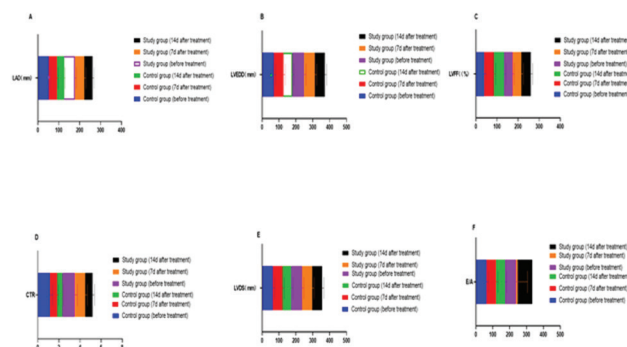 A
LAD( mm)
Study group (14d after treatment)
Study group (7d after treatment)
Study group (before treatment)
Control group (14d after treatment)
Control group (7d after treatment)
Control group (before treatment)
0 100 200 300 400
B
LVEDD( mm)
Study group (14d after treatment)
Study group (7d after treatment)
Study group (before treatment)
Control group (14d after treatment)
Control group (7d after treatment)
Control group (before treatment)
0 100 200 300 400 500
C
Study group (14d after treatment)
Study group (7d after treatment)
Study group (before treatment)
Control group (14d after treatment)
Control group (7d after treatment)
Control group (before treatment)
0 100 200 300 400
D
CTR
Study group (14d after treatment)
Study group (7d after treatment)
Study group (before treatment)
Control group (14d after treatment)
Control group (7d after treatment)
Control group (before treatment)
0 2 4 6 8
E
LVDS( mm)
Study group (14d after treatment)
Study group (7d after treatment)
Study group (before treatment)
Control group (14d after treatment)
Control group (7d after treatment)
Control group (before treatment)
0 100 200 300 400 500
F
E/A
Study group (14d after treatment)
Study group (7d after treatment)
Study group (before treatment)
Control group (14d after treatment)
Control group (7d after treatment)
Control group (before treatment)
0 100 200 300 400 500